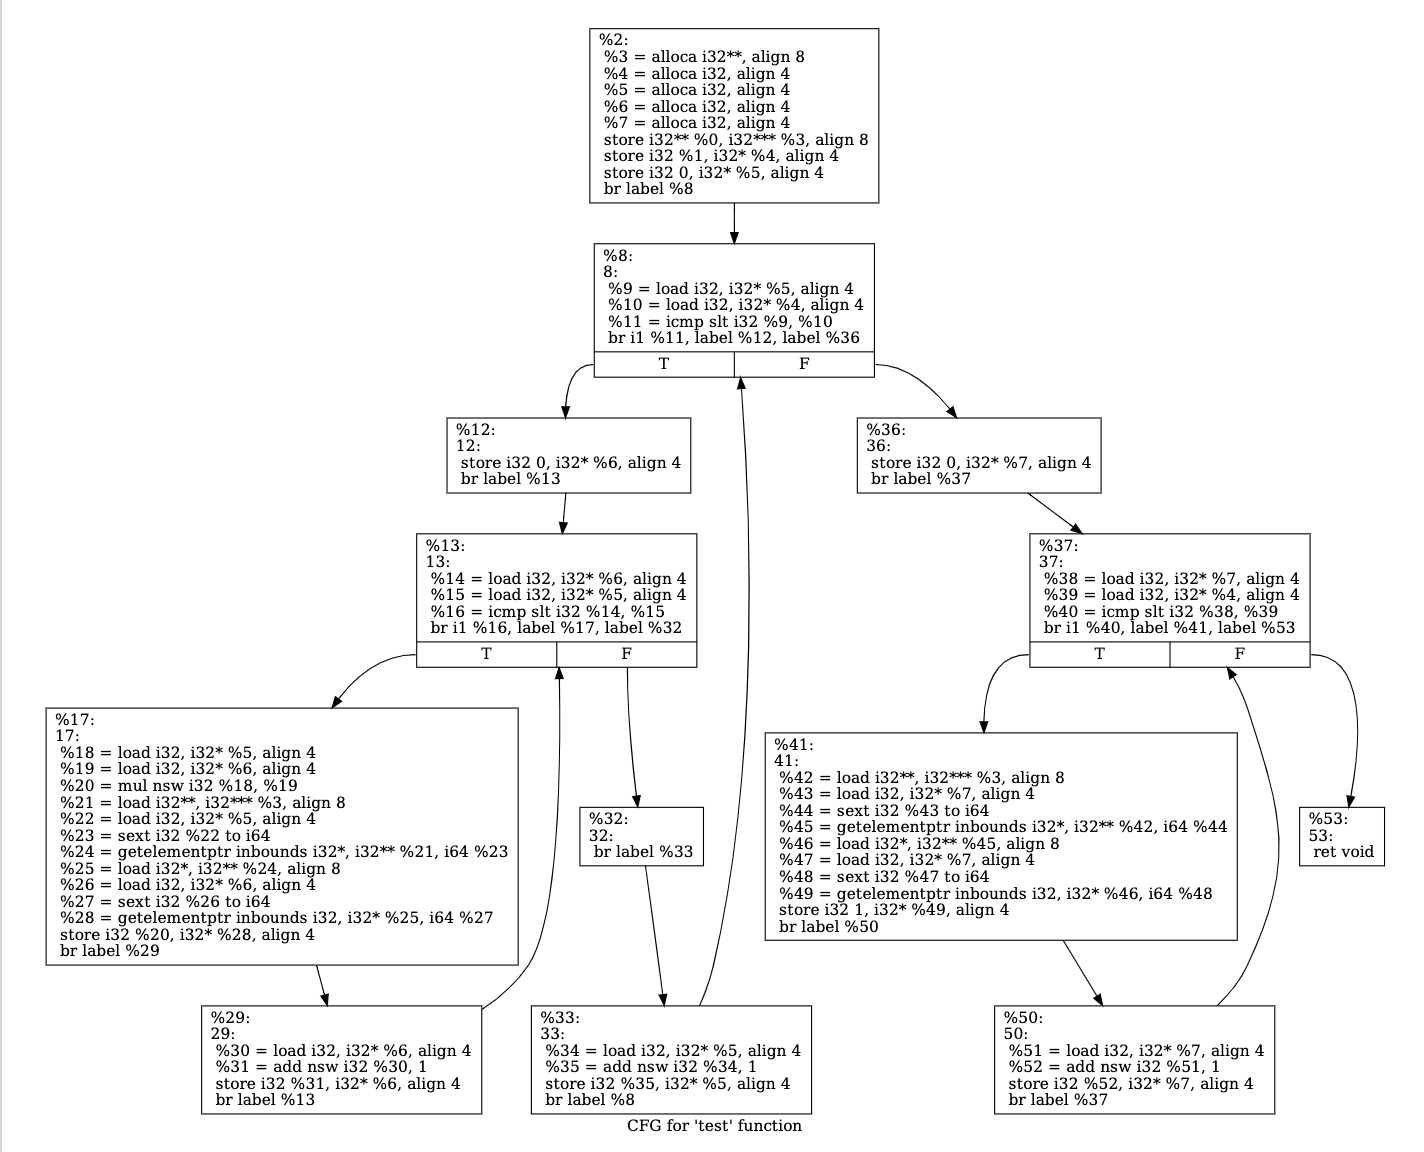 %2:
%3 = alloca i32**, align 8
%4 = alloca i32, align 4
%5 = alloca i32, align 4
%6 = alloca i32, align 4
%7 = alloca i32, align 4
store i32** %0, i32*** %3, align 8
store i32 %1, i32* %4, align 4
store i32 0, i32* %5, align 4
br label %8
%8:
8:
%9 = load i32, i32* %5, align 4
%10 = load i32, i32* %4, align 4
%11 = icmp slt i32 %9, %10
br i1 %11, label %12, label %36
T
F
%12:
12:
store i32 0, i32* %6, align 4
br label %13
%36:
36:
store i32 0, i32* %7, align 4
br label %37
%13:
13:
%14 = load i32, i32* %6, align 4
%15 = load i32, i32* %5, align 4
%16 = icmp slt i32 %14, %15
br i1 %16, label %17, label %32
T
F
%37:
37:
%38 = load i32, i32* %7, align 4
%39 = load i32, i32* %4, align 4
%40 = icmp slt i32 %38, %39
br i1 %40, label %41, label %53
T
F
%17:
17:
%18 = load i32, i32* %5, align 4
%19 = load i32, i32* %6, align 4
%20 = mul nsw i32 %18, %19
%21 = load i32**, i32*** %3, align 8
%22 = load i32, i32* %5, align 4
%23 = sext i32 %22 to i64
%24 = getelementptr inbounds i32*, i32** %21, i64 %23
%25 = load i32*, i32** %24, align 8
%26 = load i32, i32* %6, align 4
%27 = sext i32 %26 to i64
%28 = getelementptr inbounds i32, i32* %25, i64 %27
store i32 %20, i32* %28, align 4
br label %29
%32:
32:
br label %33
%41:
41:
%42 = load i32**, i32*** %3, align 8
%43 = load i32, i32* %7, align 4
%44 = sext i32 %43 to i64
%45 = getelementptr inbounds i32*, i32** %42, i64 %44
%46 = load i32*, i32** %45, align 8
%47 = load i32, i32* %7, align 4
%48 = sext i32 %47 to i64
%49 = getelementptr inbounds i32, i32* %46, i64 %48
store i32 1, i32* %49, align 4
br label %50
%53:
53:
ret void
%29:
29:
%30 = load i32, i32* %6, align 4
%31 = add nsw i32 %30, 1
store i32 %31, i32* %6, align 4
br label %13
%33:
33:
%34 = load i32, i32* %5, align 4
%35 = add nsw i32 %34, 1
store i32 %35, i32* %5, align 4
br label %8
%50:
50:
%51 = load i32, i32* %7, align 4
%52 = add nsw i32 %51, 1
store i32 %52, i32* %7, align 4
br label %37
CFG for 'test' function